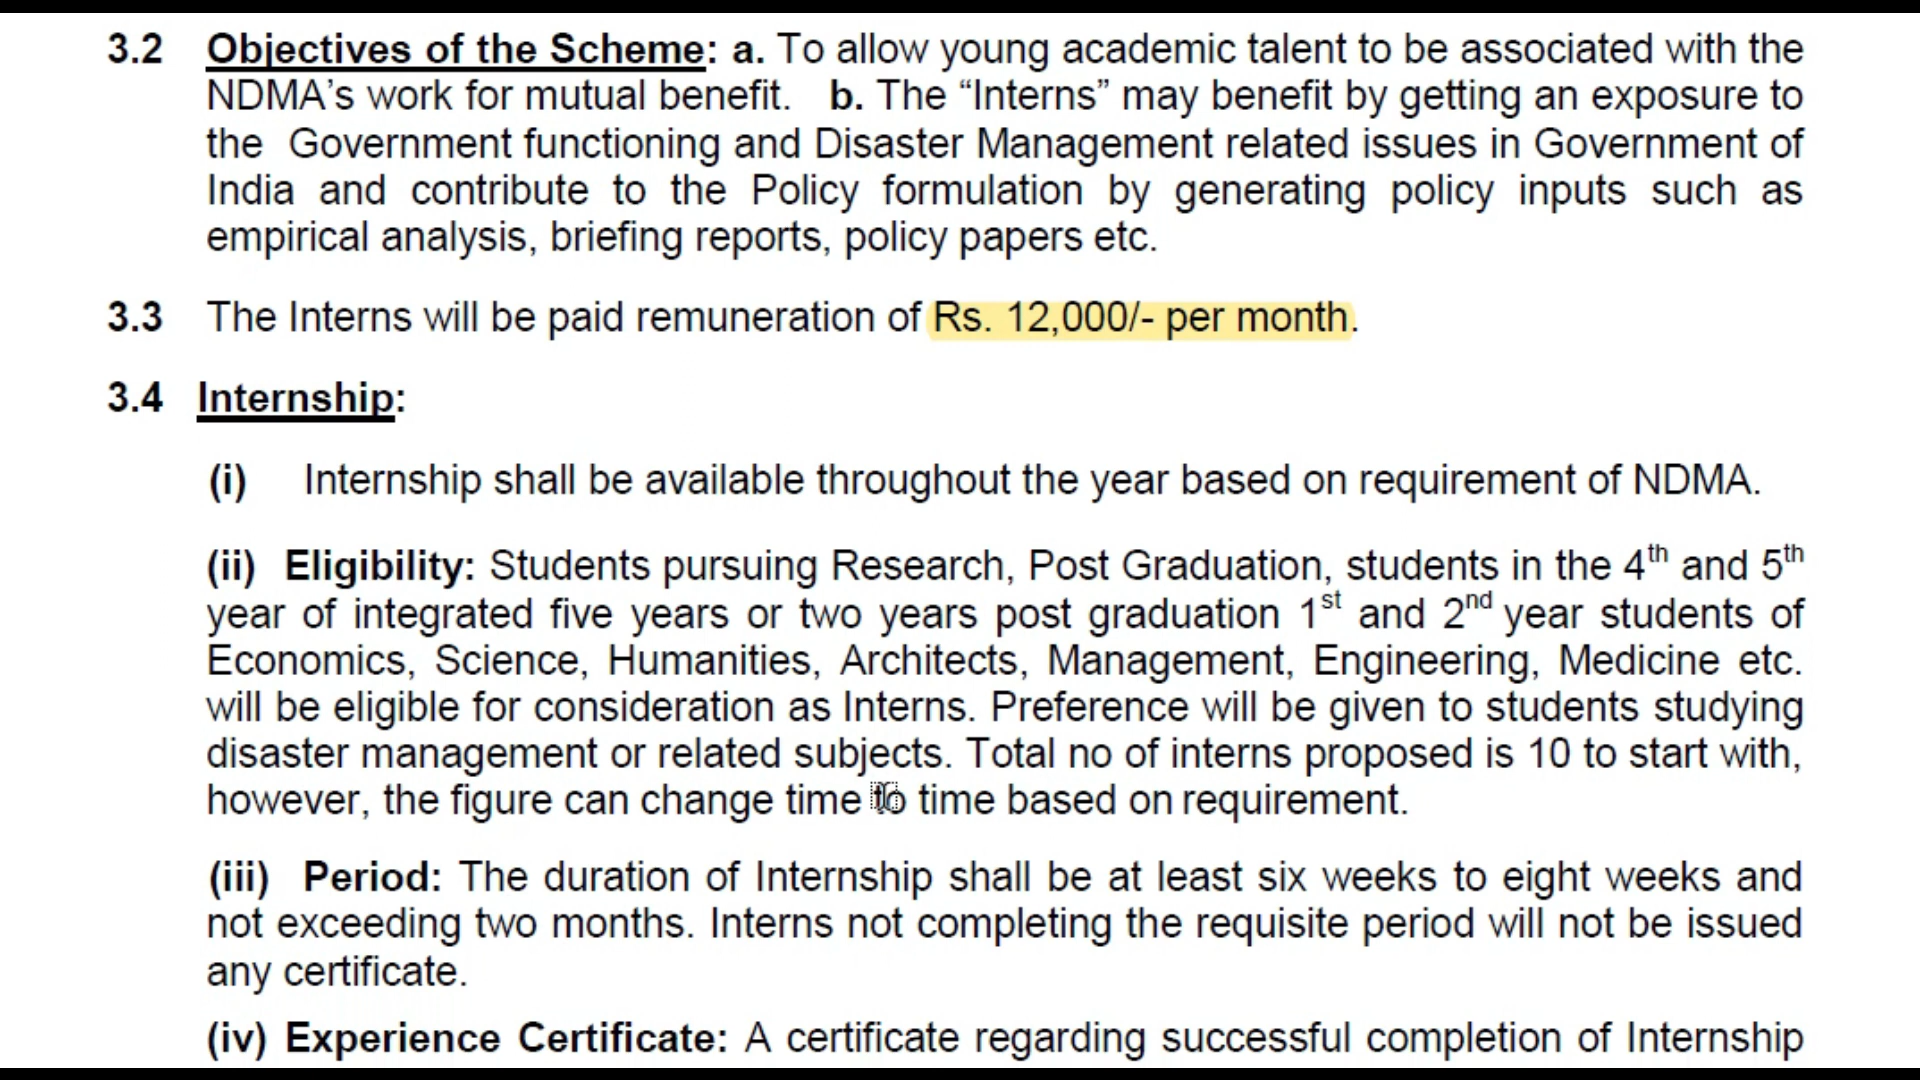 3.2 Objectives of the Scheme: a. To allow young academic talent to be associated with the
NDMA’s work for mutual benefit. b. The “Interns” may benefit by getting an exposure to
the Government functioning and Disaster Management related issues in Government of
India and contribute to the Policy formulation by generating policy inputs such as
empirical analysis, briefing reports, policy papers etc.
3.3 The Interns will be paid remuneration of Rs. 12,000/- per month.
3.4 Internship:
(i) Internship shall be available throughout the year based on requirement of NDMA.
(ii) Eligibility: Students pursuing Research, Post Graduation, students in the 4th and 5th
year of integrated five years or two years post graduation 1st and 2nd year students of
Economics, Science, Humanities, Architects, Management, Engineering, Medicine etc.
will be eligible for consideration as Interns. Preference will be given to students studying
disaster management or related subjects. Total no of interns proposed is 10 to start with,
however, the figure can change time to time based on requirement.
(iii) Period: The duration of Internship shall be at least six weeks to eight weeks and
not exceeding two months. Interns not completing the requisite period will not be issued
any certificate.
(iv) Experience Certificate: A certificate regarding successful completion of Internship